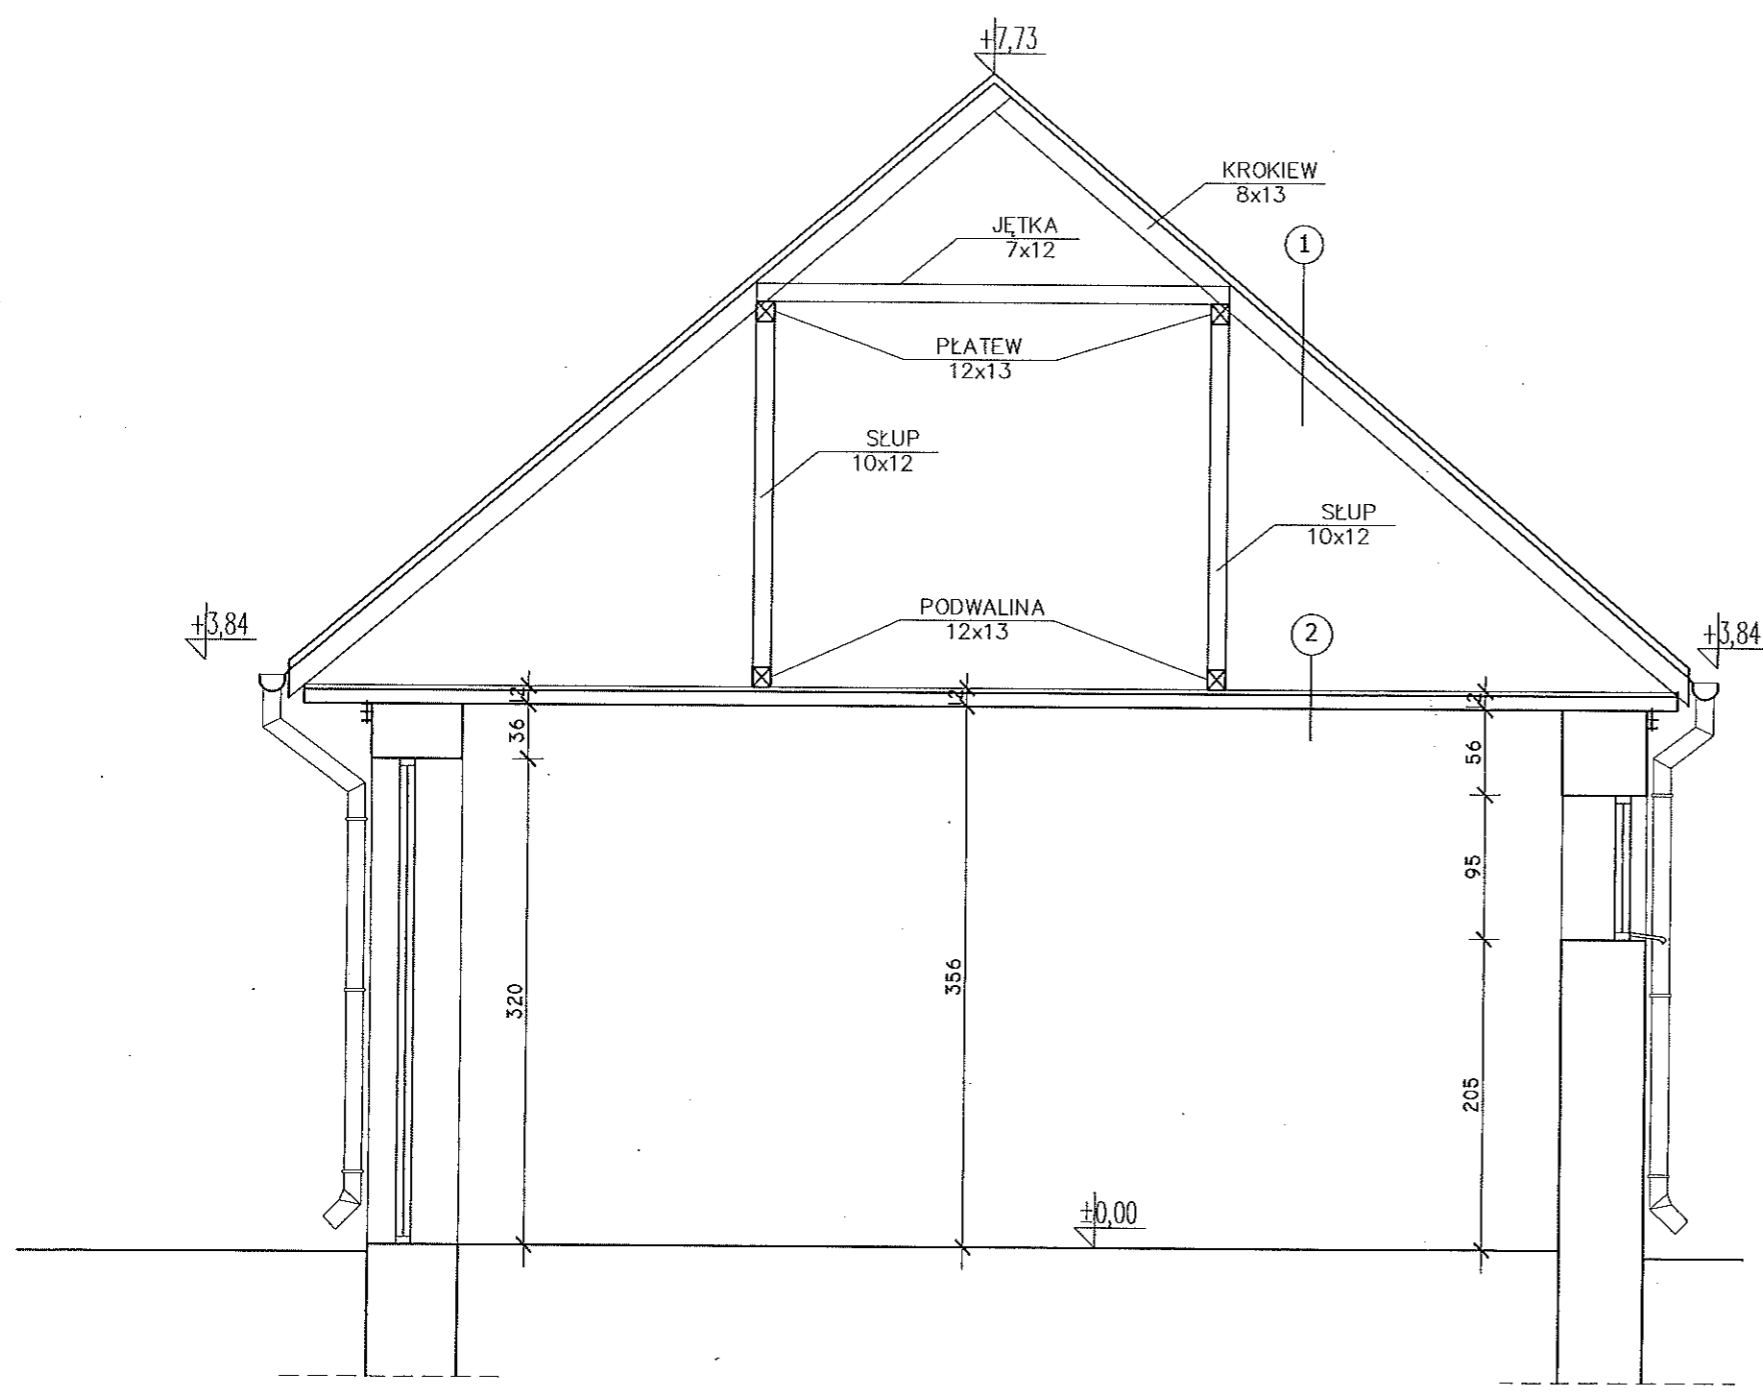 +7,73
KROKIEW
8x13
JĘTKA
7x12
1
PŁATEW
12x13
SŁUP
10x12
SŁUP
10x12
+3,84
PODWALINA
12x13
2
+3,84
12
12
12
36
56
95
320
356
205
±0,00